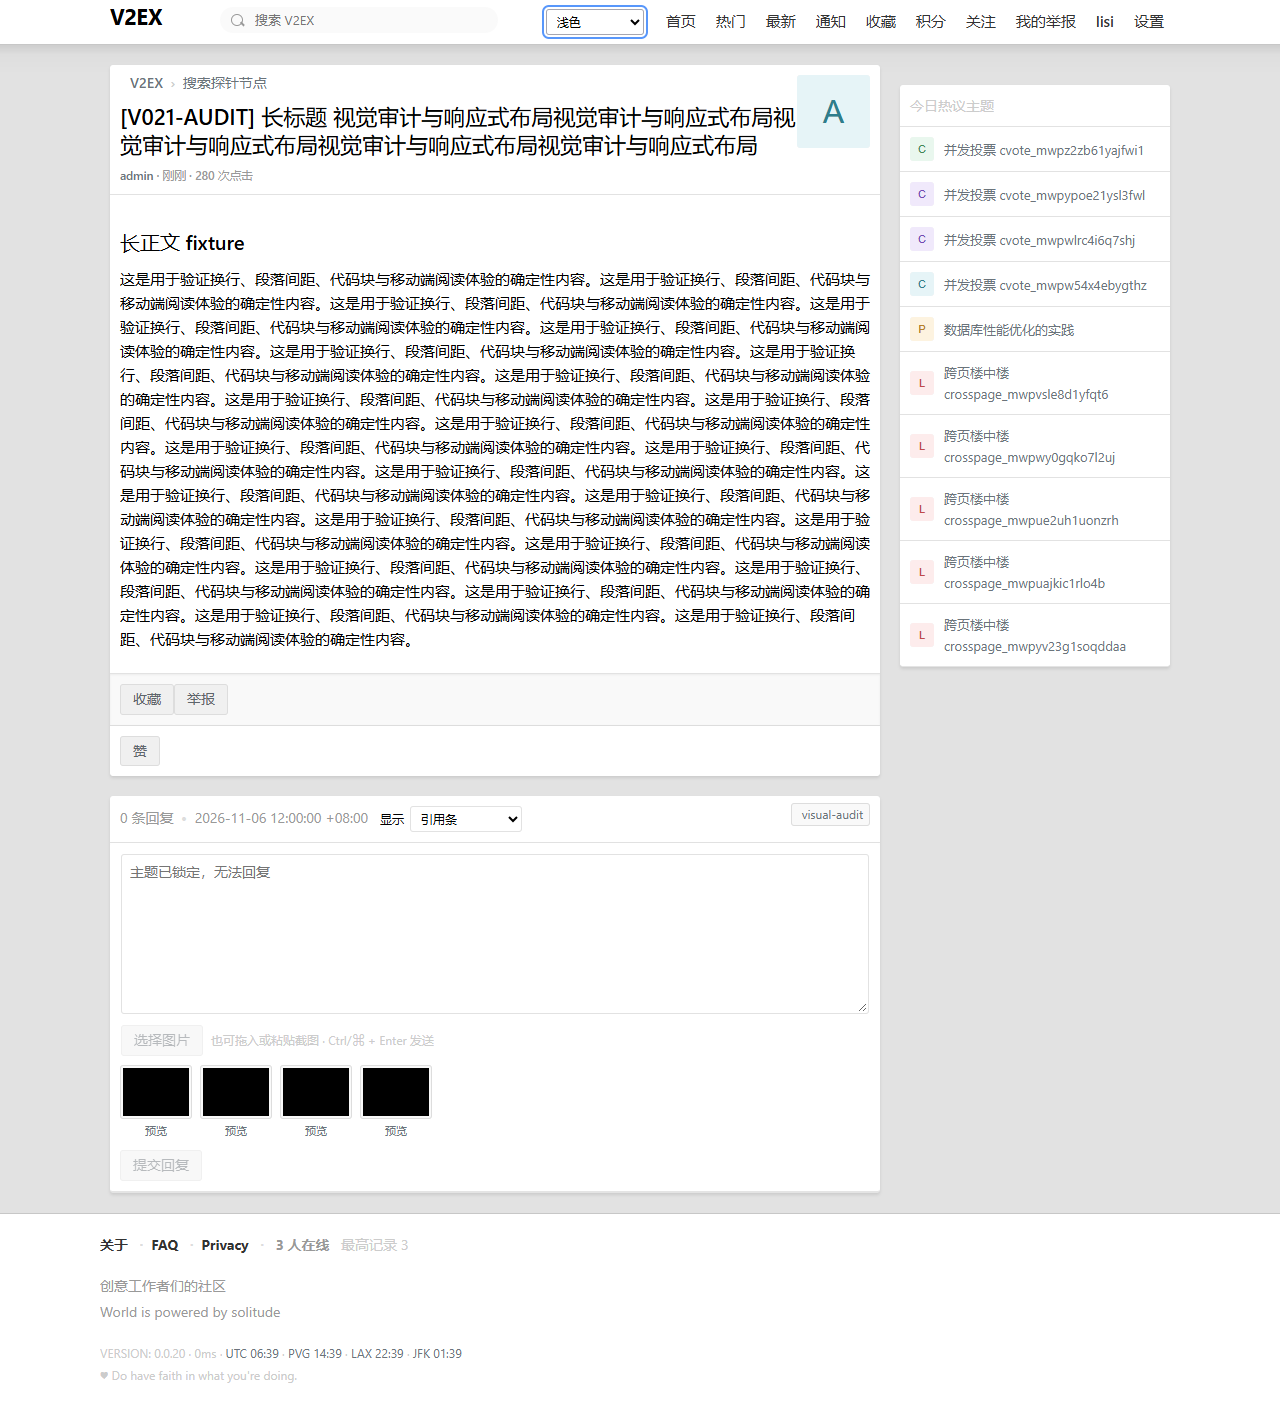 V2EX
搜索 V2EX
浅色
首页 热门 最新 通知 收藏 积分 关注 我的举报 lisi 设置
V2EX › 搜索探针节点
A
[V021-AUDIT] 长标题 视觉审计与响应式布局视觉审计与响应式布局视
觉审计与响应式布局视觉审计与响应式布局视觉审计与响应式布局
admin · 刚刚 · 280 次点击
长正文 fixture
这是用于验证换行、段落间距、代码块与移动端阅读体验的确定性内容。这是用于验证换行、段落间距、代码块与
移动端阅读体验的确定性内容。这是用于验证换行、段落间距、代码块与移动端阅读体验的确定性内容。这是用于
验证换行、段落间距、代码块与移动端阅读体验的确定性内容。这是用于验证换行、段落间距、代码块与移动端阅
读体验的确定性内容。这是用于验证换行、段落间距、代码块与移动端阅读体验的确定性内容。这是用于验证换
行、段落间距、代码块与移动端阅读体验的确定性内容。这是用于验证换行、段落间距、代码块与移动端阅读体验
的确定性内容。这是用于验证换行、段落间距、代码块与移动端阅读体验的确定性内容。这是用于验证换行、段落
间距、代码块与移动端阅读体验的确定性内容。这是用于验证换行、段落间距、代码块与移动端阅读体验的确定性
内容。这是用于验证换行、段落间距、代码块与移动端阅读体验的确定性内容。这是用于验证换行、段落间距、代
码块与移动端阅读体验的确定性内容。这是用于验证换行、段落间距、代码块与移动端阅读体验的确定性内容。这
是用于验证换行、段落间距、代码块与移动端阅读体验的确定性内容。这是用于验证换行、段落间距、代码块与移
动端阅读体验的确定性内容。这是用于验证换行、段落间距、代码块与移动端阅读体验的确定性内容。这是用于验
证换行、段落间距、代码块与移动端阅读体验的确定性内容。这是用于验证换行、段落间距、代码块与移动端阅读
体验的确定性内容。这是用于验证换行、段落间距、代码块与移动端阅读体验的确定性内容。这是用于验证换行、
段落间距、代码块与移动端阅读体验的确定性内容。这是用于验证换行、段落间距、代码块与移动端阅读体验的确
定性内容。这是用于验证换行、段落间距、代码块与移动端阅读体验的确定性内容。这是用于验证换行、段落间
距、代码块与移动端阅读体验的确定性内容。
收藏 举报
赞
0 条回复 • 2026-11-06 12:00:00 +08:00 显示 引用条
visual-audit
主题已锁定，无法回复
选择图片 也可拖入或粘贴截图 · Ctrl/⌘ + Enter 发送
预览 预览 预览 预览
提交回复
今日热议主题
C 并发投票 cvote_mwpz2zb61yajfwi1
C 并发投票 cvote_mwpypoe21ysl3fwl
C 并发投票 cvote_mwpwlrc4i6q7shj
C 并发投票 cvote_mwpw54x4ebygthz
P 数据库性能优化的实践
L 跨页楼中楼
crosspage_mwpvsle8d1yfqt6
L 跨页楼中楼
crosspage_mwpwy0gqko7l2uj
L 跨页楼中楼
crosspage_mwpue2uh1uonzrh
L 跨页楼中楼
crosspage_mwpuajkic1rlo4b
L 跨页楼中楼
crosspage_mwpyv23g1soqddaa
关于 · FAQ · Privacy · 3 人在线 最高记录 3
创意工作者们的社区
World is powered by solitude
VERSION: 0.0.20 · 0ms · UTC 06:39 · PVG 14:39 · LAX 22:39 · JFK 01:39
♥ Do have faith in what you're doing.